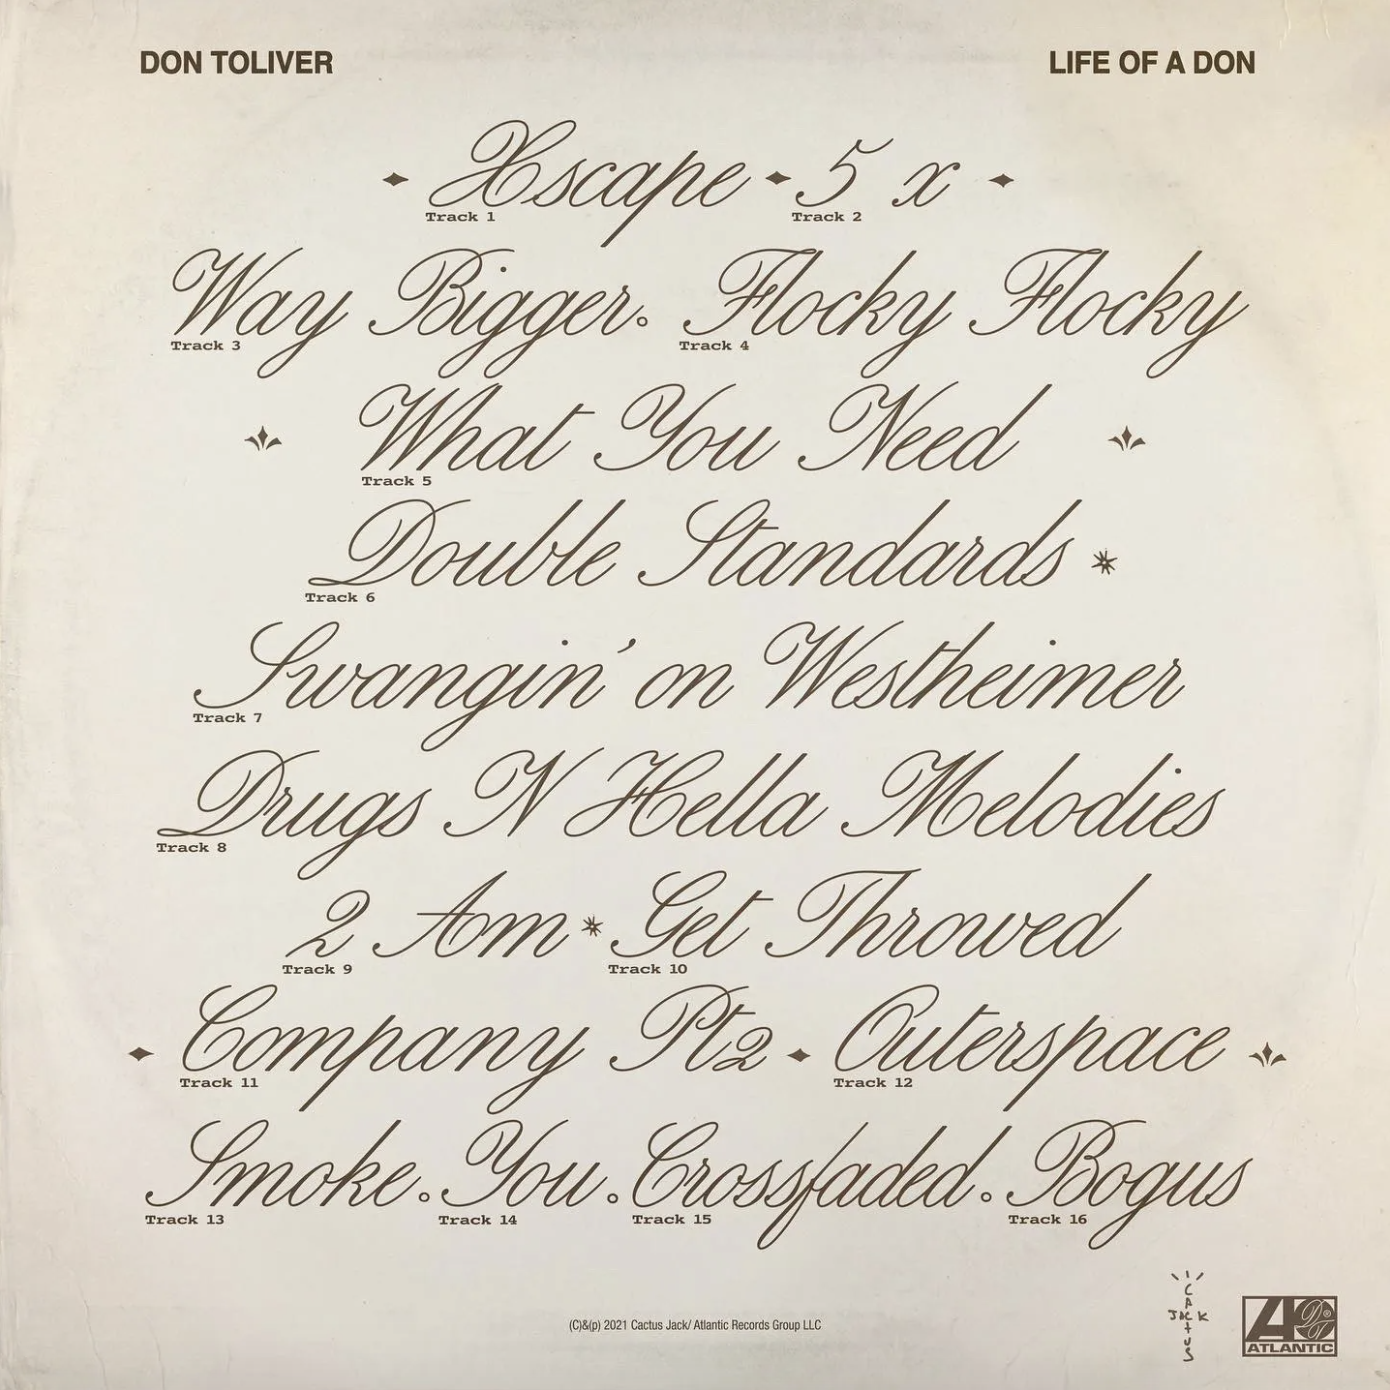 DON TOLIVER LIFE OF A DON
Xscape 5 x
Track 1 Track 2
Way Bigger Flocky Flocky
Track 3 Track 4
What You Need
Track 5
Double Standards
Track 6
Swangin' on Westheimer
Track 7
Drugs N Hella Melodies
Track 8
2 Am Get Throwed
Track 9 Track 10
Company Pt2 Outerspace
Track 11 Track 12
Smoke You Crossfaded Bogus
Track 13 Track 14 Track 15 Track 16
(C)&(p) 2021 Cactus Jack/ Atlantic Records Group LLC
CACTUS JACK
ATLANTIC